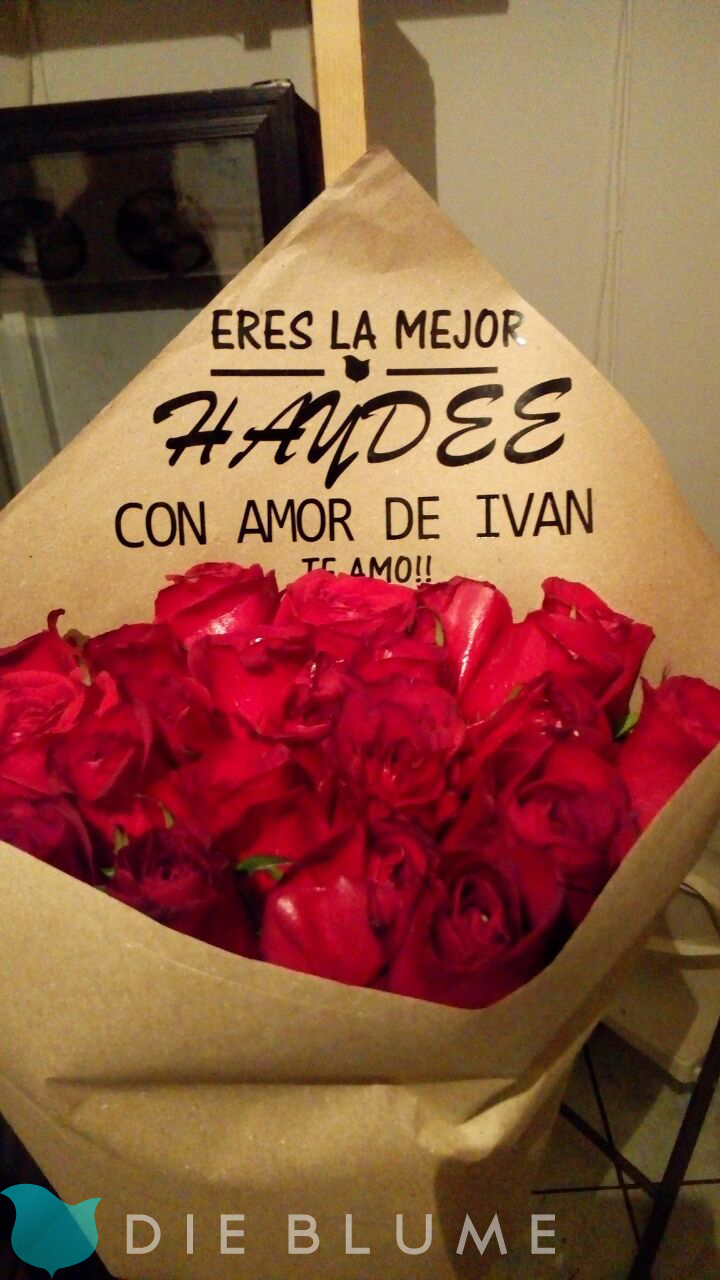 ERES LA MEJOR
HAYDEE
CON AMOR DE IVAN
TE AMO!!
DIE BLUME